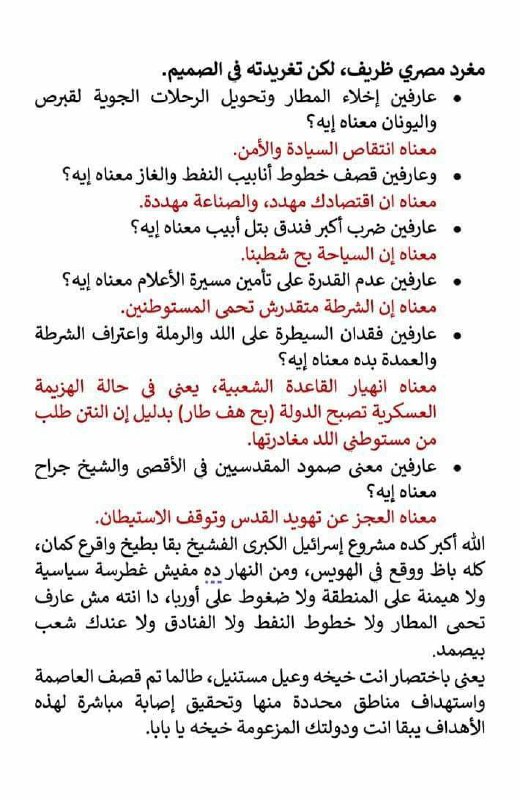 مغرد مصري ظريف، لكن تغريدته في الصميم.
• عارفين إخلاء المطار وتحويل الرحلات الجوية لقبرص
واليونان معناه إيه؟
معناه انتقاص السيادة والأمن.
• وعارفين قصف خطوط أنابيب النفط والغاز معناه إيه؟
معناه ان اقتصادك مهدد، والصناعة مهددة.
• عارفين ضرب أكبر فندق بتل أبيب معناه إيه؟
معناه إن السياحة بح شطبنا.
• عارفين عدم القدرة على تأمين مسيرة الأعلام معناه إيه؟
معناه إن الشرطة متقدرش تحمى المستوطنين.
• عارفين فقدان السيطرة على اللد والرملة واعتراف الشرطة
والعمدة بده معناه إيه؟
معناه انهيار القاعدة الشعبية، يعنى فى حالة الهزيمة
العسكرية تصبح الدولة (بح هف طار) بدليل إن النتن طلب
من مستوطني اللد مغادرتها.
• عارفين معنى صمود المقدسيين فى الأقصى والشيخ جراح
معناه إيه؟
معناه العجز عن تهويد القدس وتوقف الاستيطان.
الله أكبر كده مشروع إسرائيل الكبرى الفشيخ بقا بطيخ واقرع كمان،
كله باظ ووقع فى الهويس، ومن النهار ده مفيش غطرسة سياسية
ولا هيمنة على المنطقة ولا ضغوط على أوربا، دا انته مش عارف
تحمى المطار ولا خطوط النفط ولا الفنادق ولا عندك شعب
بيصمد.
يعنى باختصار انت خيخه وعيل مستنيل، طالما تم قصف العاصمة
واستهداف مناطق محددة منها وتحقيق إصابة مباشرة لهذه
الأهداف يبقا انت ودولتك المزعومة خيخه يا بابا.